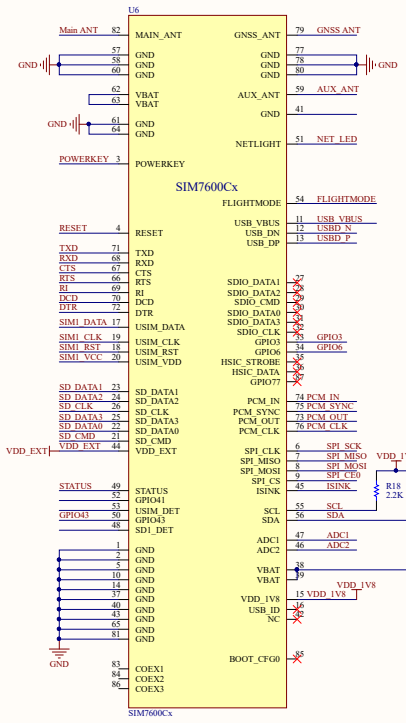 U6
Main ANT 82 MAIN_ANT GNSS_ANT 79 GNSS ANT
57 GND GND 77
GND 58 GND GND 78 GND
60 GND GND 80
62 VBAT AUX_ANT 59 AUX_ANT
63 VBAT
GND 61 GND GND 41
64 GND
NETLIGHT 51 NET_LED
POWERKEY 3 POWERKEY
SIM7600Cx
FLIGHTMODE 54 FLIGHTMODE
USB_VBUS 11 USB_VBUS
RESET 4 RESET USB_DN 12 USBD_N
USB_DP 13 USBD_P
TXD 71 TXD
RXD 68 RXD
CTS 67 CTS
RTS 66 RTS SDIO_DATA1 27
RI 69 RI SDIO_DATA2 28
DCD 70 DCD SDIO_CMD 29
DTR 72 DTR SDIO_DATA0 30
SDIO_DATA3 31
SIM1_DATA 17 USIM_DATA SDIO_CLK 32
SIM1_CLK 19 USIM_CLK GPIO3 33 GPIO3
SIM1_RST 18 USIM_RST GPIO6 34 GPIO6
SIM1_VCC 20 USIM_VDD HSIC_STROBE 35
HSIC_DATA 36
GPIO77 87
SD_DATA1 23 SD_DATA1
SD_DATA2 24 SD_DATA2 PCM_IN 74 PCM_IN
SD_CLK 26 SD_CLK PCM_SYNC 75 PCM_SYNC
SD_DATA3 25 SD_DATA3 PCM_OUT 73 PCM_OUT
SD_DATA0 22 SD_DATA0 PCM_CLK 76 PCM_CLK
SD_CMD 21 SD_CMD
VDD_EXT VDD_EXT 44 VDD_EXT SPI_CLK 6 SPI_SCK
SPI_MISO 7 SPI_MISO VDD_1V
SPI_MOSI 8 SPI_MOSI
SPI_CS 9 SPI_CE0
STATUS 49 STATUS ISINK 45 ISINK
52 GPIO41 R18
53 USIM_DET SCL 55 SCL 2.2K
GPIO43 50 GPIO43 SDA 56 SDA
48 SD1_DET
ADC1 47 ADC1
1 GND ADC2 46 ADC2
2 GND
5 GND VBAT 38
10 GND VBAT 39
14 GND VDD_1V8
37 GND VDD_1V8 15 VDD_1V8
40 GND USB_ID 16
43 GND NC 42
65 GND
81 GND
GND BOOT_CFG0 85
83 COEX1
84 COEX2
86 COEX3
SIM7600Cx